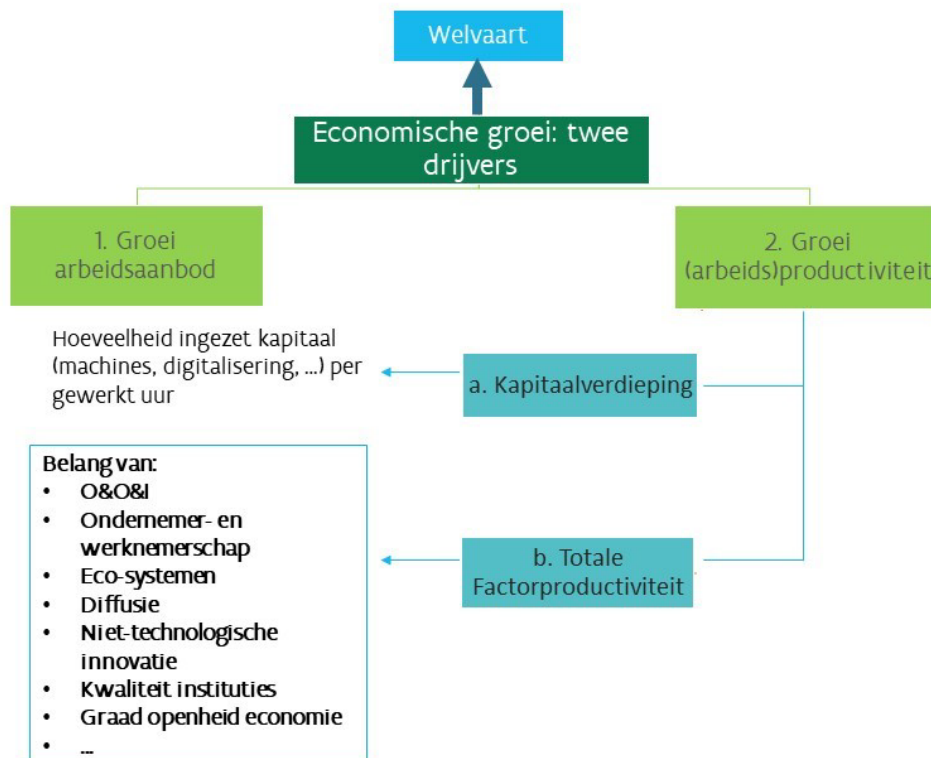 Welvaart
Economische groei: twee
drijvers
1. Groei
arbeidsaanbod
2. Groei
(arbeids)productiviteit
Hoeveelheid ingezet kapitaal
(machines, digitalisering, ...) per
gewerkt uur
a. Kapitaalverdieping
Belang van:
• O&O&I
• Ondernemer- en
werknemerschap
• Eco-systemen
• Diffusie
• Niet-technologische
innovatie
• Kwaliteit instituties
• Graad openheid economie
• ...
b. Totale
Factorproductiviteit